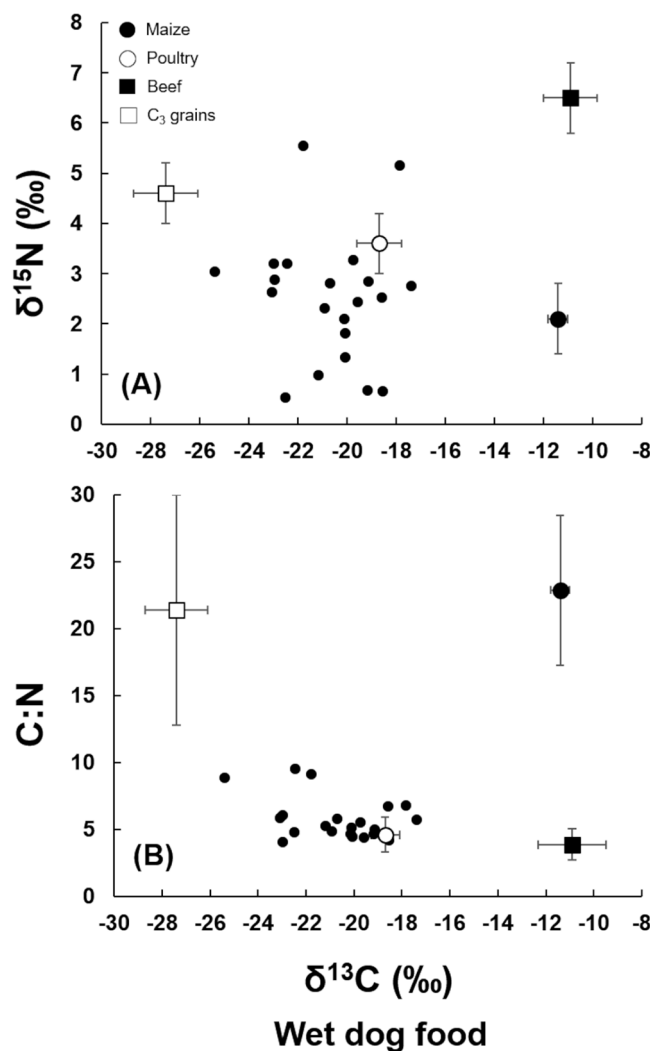 8
7
6
5
4
3
2
1
0
δ¹⁵N (‰)
Maize
Poultry
Beef
C₃ grains
(A)
-30 -28 -26 -24 -22 -20 -18 -16 -14 -12 -10 -8
30
25
20
15
10
5
0
C:N
(B)
-30 -28 -26 -24 -22 -20 -18 -16 -14 -12 -10 -8
δ¹³C (‰)
Wet dog food